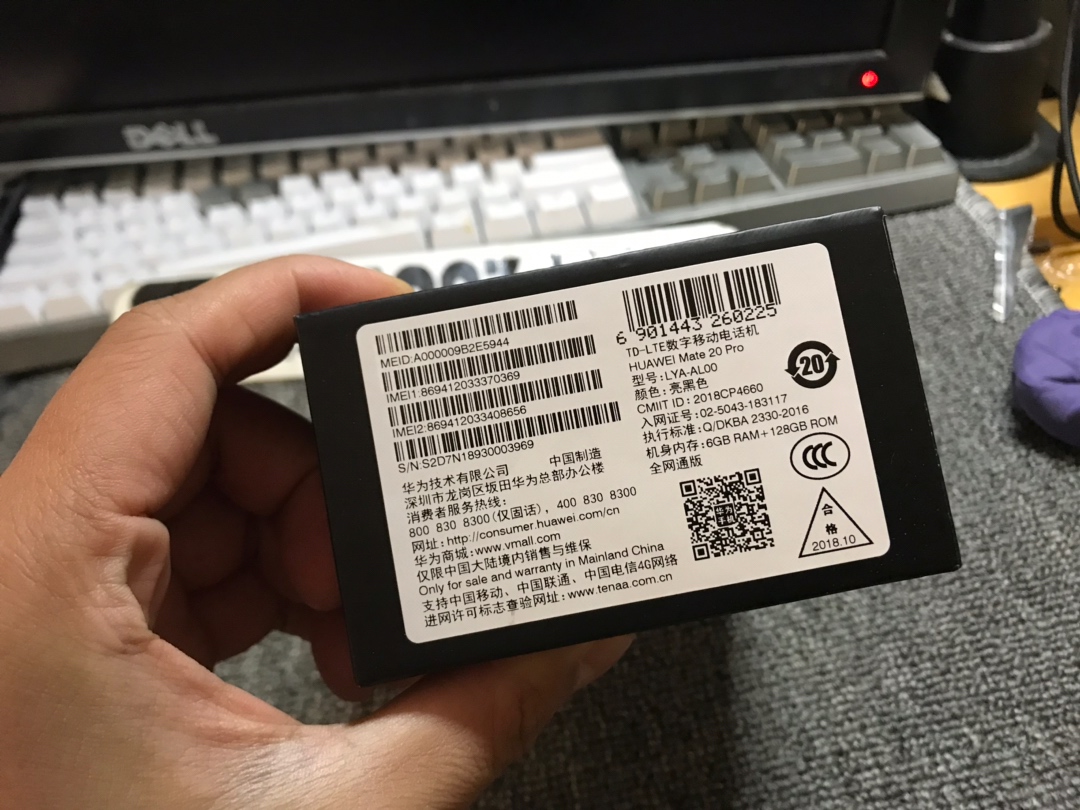 DELL
MEID:A000009B2E5944
IMEI1:869412033370369
IMEI2:869412033408656
S/N:S2D7N18930003969
华为技术有限公司 中国制造
深圳市龙岗区坂田华为总部办公楼
消费者服务热线：
800 830 8300(仅固话)，400 830 8300
网址：http://consumer.huawei.com/cn
华为商城：www.vmall.com
仅限中国大陆境内销售与维保
Only for sale and warranty in Mainland China
支持中国移动、中国联通、中国电信4G网络
进网许可标志查验网址：www.tenaa.com.cn
6 901443 260225
TD-LTE数字移动电话机
HUAWEI Mate 20 Pro
型号：LYA-AL00
颜色：亮黑色
CMIIT ID：2018CP4660
入网证号：02-5043-183117
执行标准：Q/DKBA 2330-2016
机身内存：6GB RAM+128GB ROM
全网通版
20
CCC
华为
合
格
2018.10